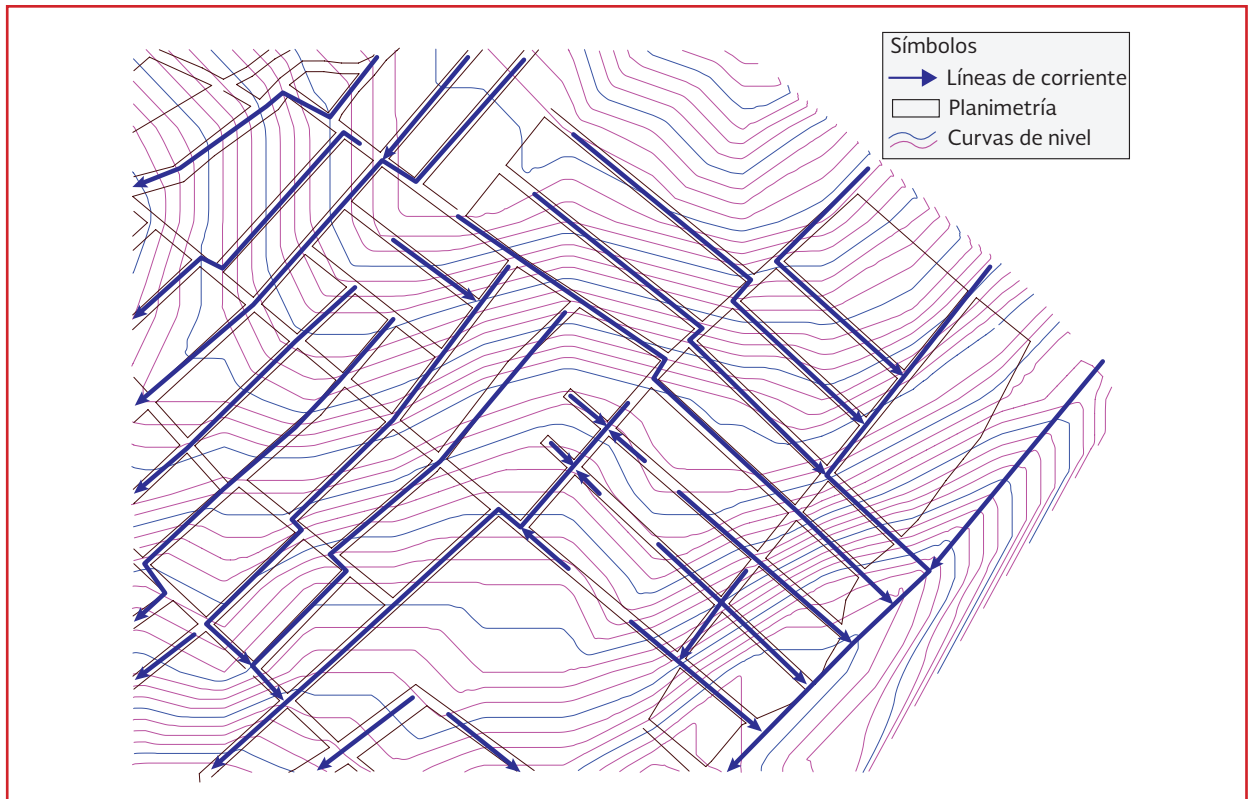 Símbolos
Líneas de corriente
Planimetría
Curvas de nivel